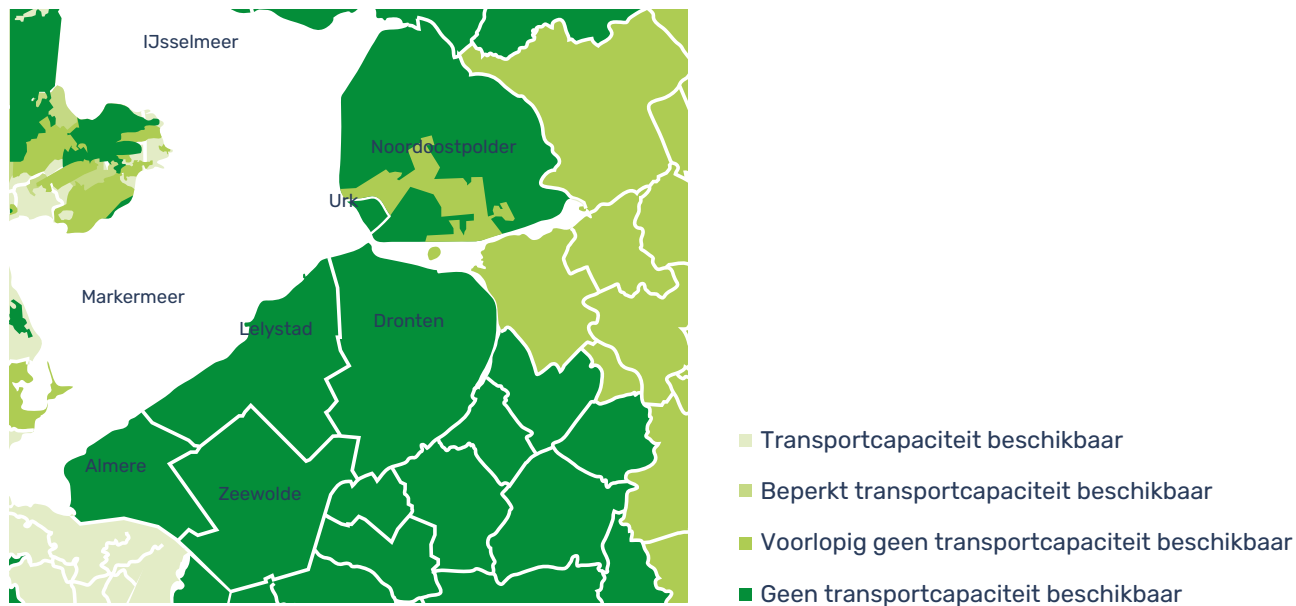 IJsselmeer
Noordoostpolder
Urk
Markermeer
Lelystad
Dronten
Almere
Zeewolde
Transportcapaciteit beschikbaar
Beperkt transportcapaciteit beschikbaar
Voorlopig geen transportcapaciteit beschikbaar
Geen transportcapaciteit beschikbaar